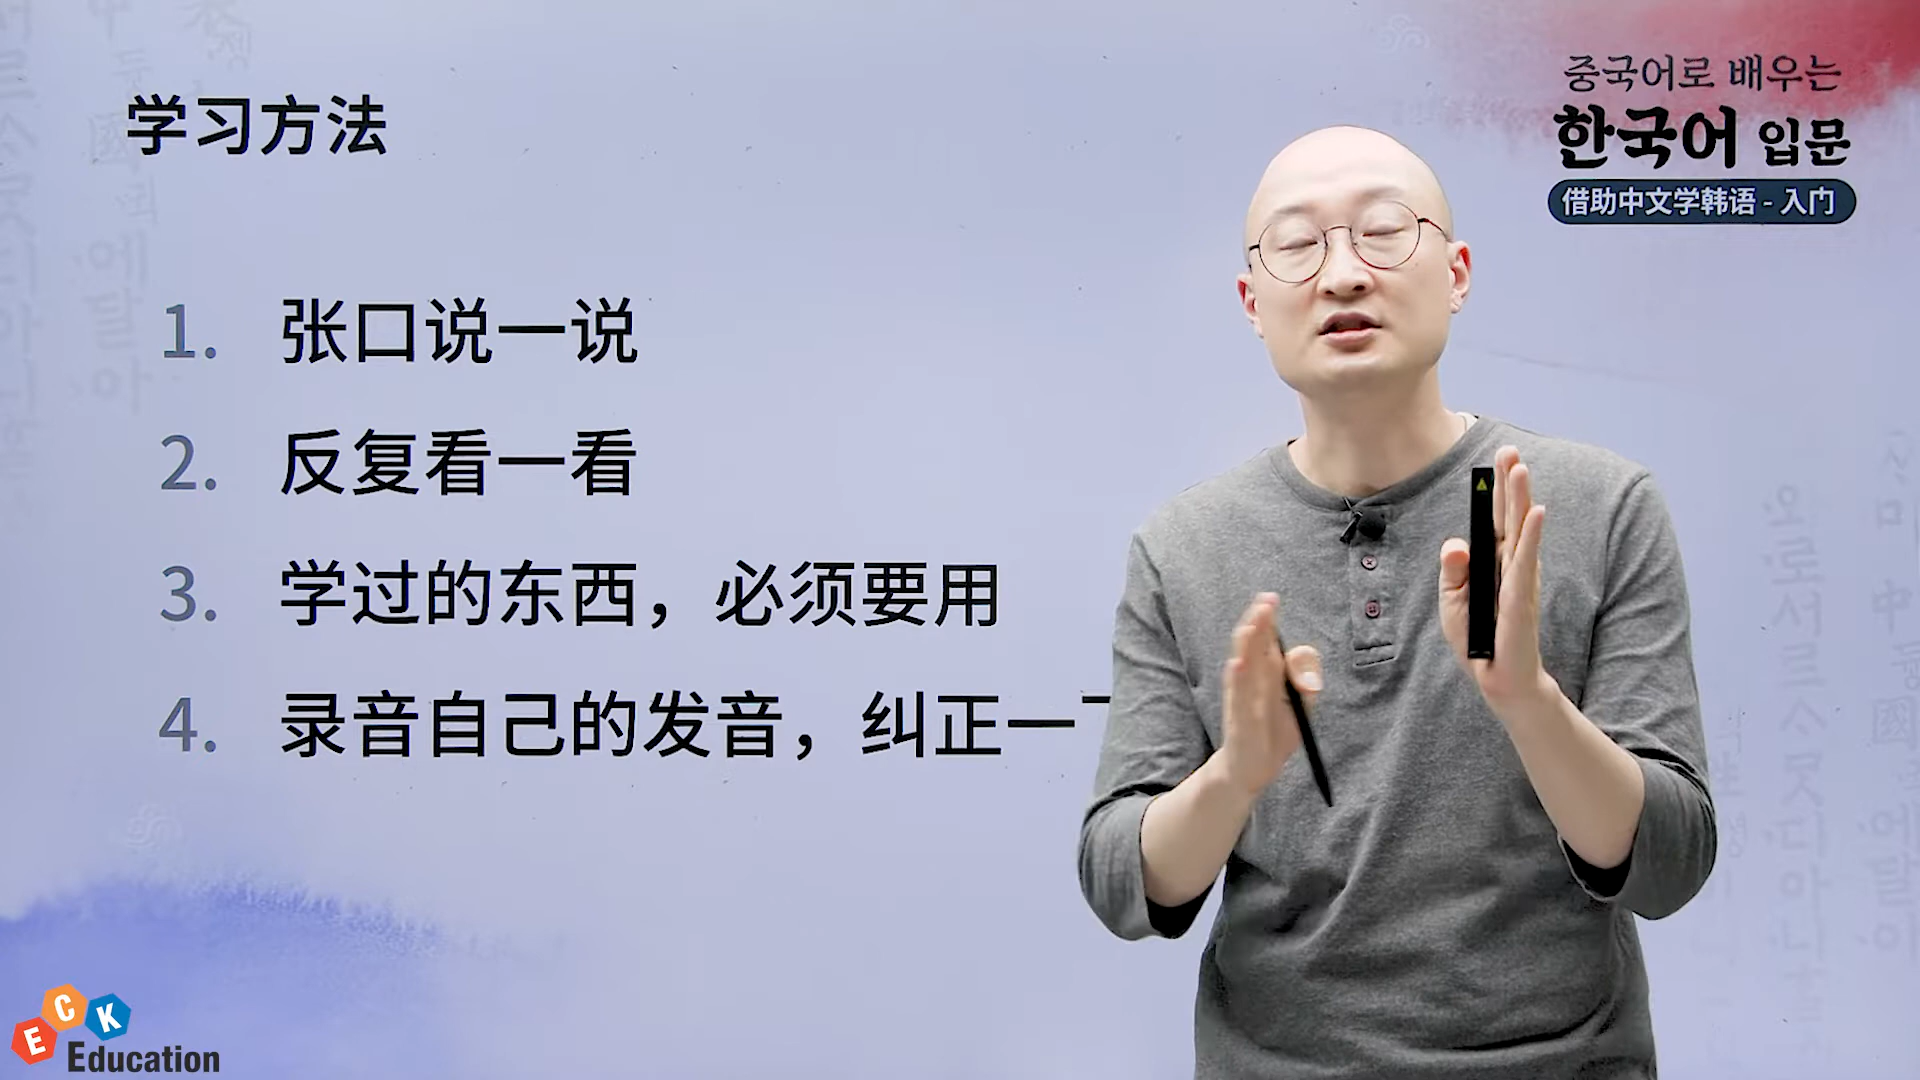 学习方法
1. 张口说一说
2. 反复看一看
3. 学过的东西，必须要用
4. 录音自己的发音，纠正一
중국어로 배우는
한국어 입문
借助中文学韩语 - 入门
ECK
Education